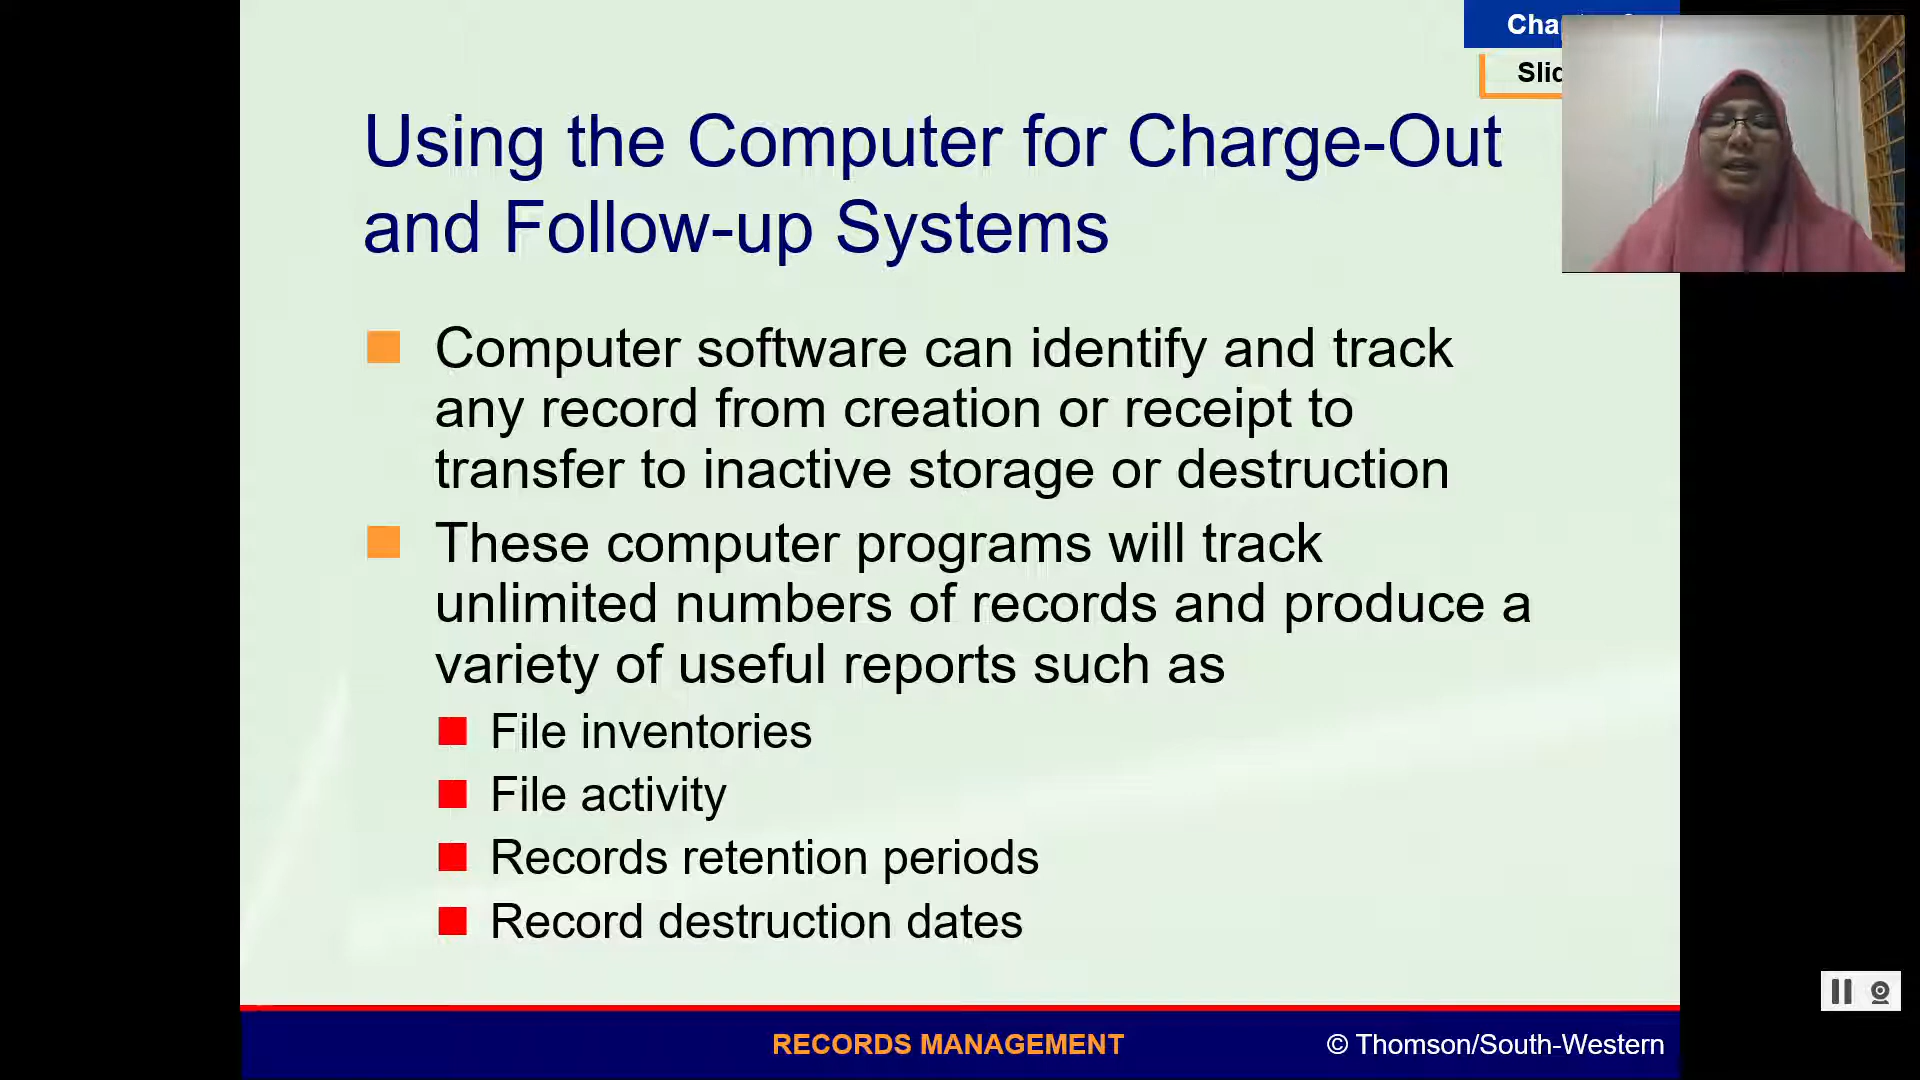 Using the Computer for Charge-Out
and Follow-up Systems
Computer software can identify and track
any record from creation or receipt to
transfer to inactive storage or destruction
These computer programs will track
unlimited numbers of records and produce a
variety of useful reports such as
File inventories
File activity
Records retention periods
Record destruction dates
RECORDS MANAGEMENT
© Thomson/South-Western